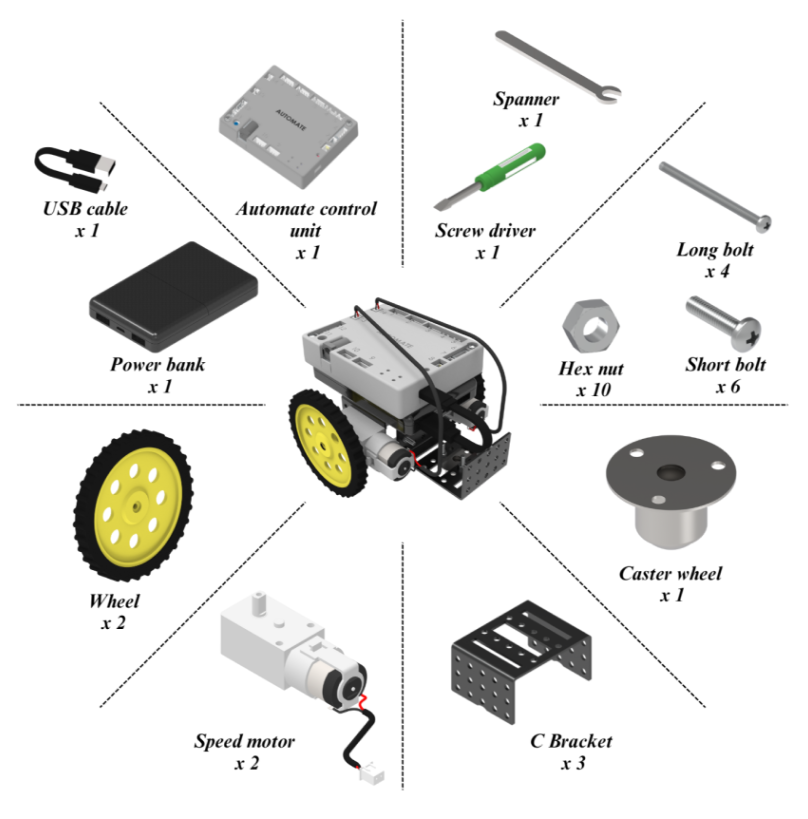 Spanner
x 1
AUTOMATE
USB cable
x 1
Automate control
unit
x 1
Screw driver
x 1
Long bolt
x 4
Power bank
x 1
Hex nut
x 10
Short bolt
x 6
Wheel
x 2
Caster wheel
x 1
Speed motor
x 2
C Bracket
x 3